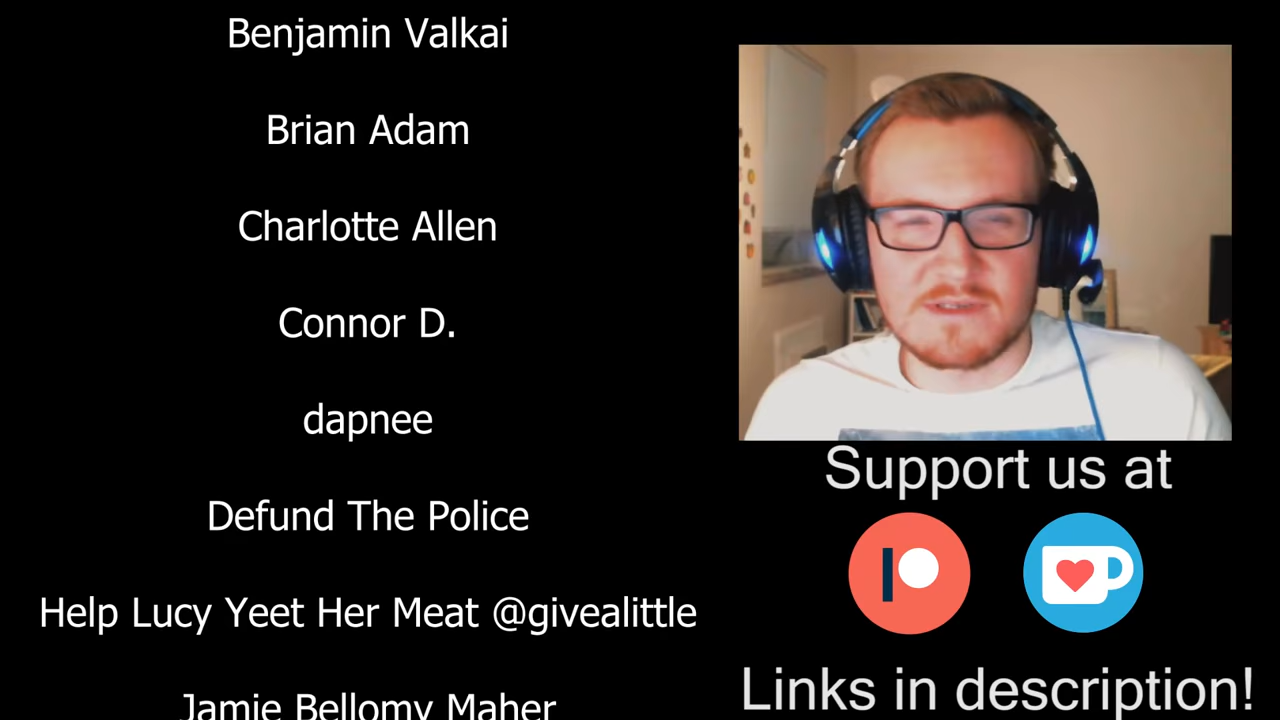 Benjamin Valkai
Brian Adam
Charlotte Allen
Connor D.
dapnee
Defund The Police
Help Lucy Yeet Her Meat @givealittle
Jamie Bellomy Maher
Support us at
Links in description!